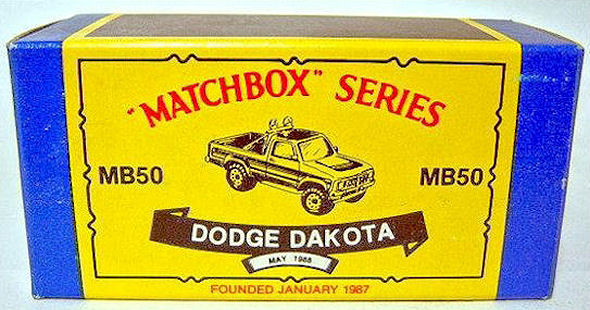 "MATCHBOX" SERIES
MB50
MB50
DODGE DAKOTA
MAY 1988
FOUNDED JANUARY 1987